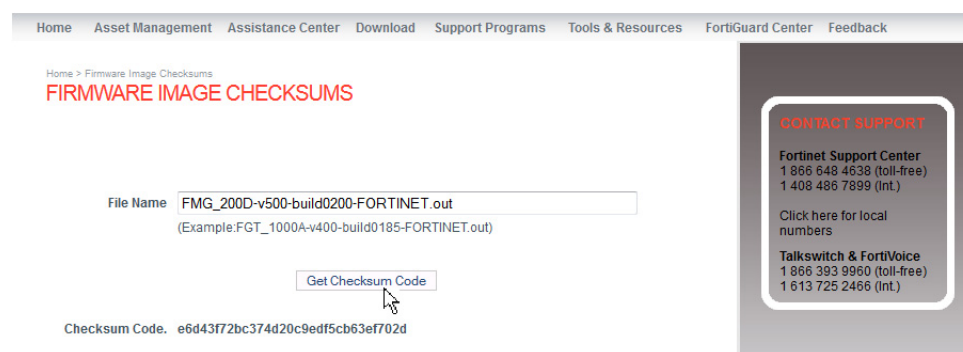 Home Asset Management Assistance Center Download Support Programs Tools & Resources FortiGuard Center Feedback
Home > Firmware Image Checksums
FIRMWARE IMAGE CHECKSUMS
File Name FMG_200D-v500-build0200-FORTINET.out
(Example:FGT_1000A-v400-build0185-FORTINET.out)
Get Checksum Code
Checksum Code. e6d43f72bc374d20c9edf5cb63ef702d
CONTACT SUPPORT
Fortinet Support Center
1 866 648 4638 (toll-free)
1 408 486 7899 (Int.)
Click here for local
numbers
Talkswitch & FortiVoice
1 866 393 9960 (toll-free)
1 613 725 2466 (Int.)